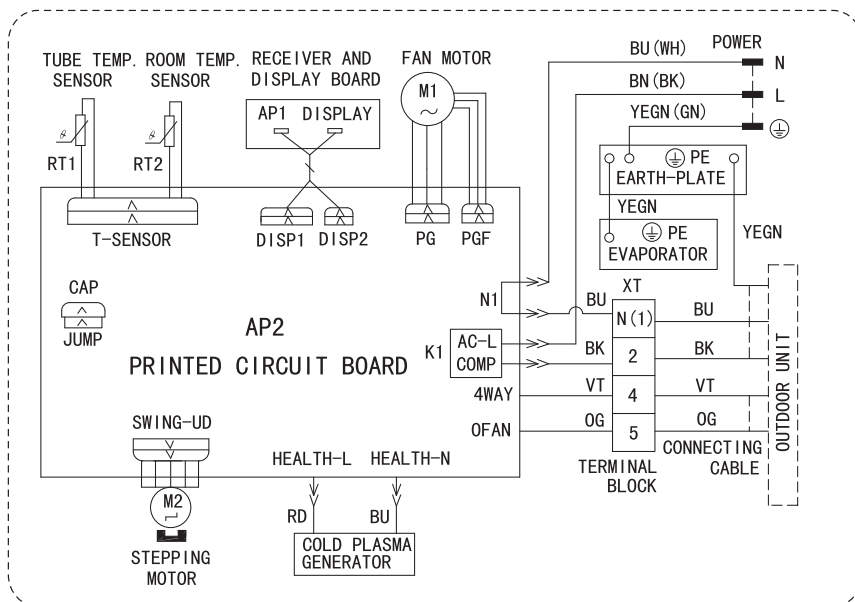 TUBE TEMP. SENSOR
ROOM TEMP. SENSOR
RECEIVER AND DISPLAY BOARD
FAN MOTOR
POWER
BU(WH)
N
BN(BK)
L
YEGN(GN)
AP1 DISPLAY
M1
~
θ
RT1
θ
RT2
PE
EARTH-PLATE
YEGN
PE
EVAPORATOR
YEGN
T-SENSOR
DISP1
DISP2
PG
PGF
CAP
JUMP
AP2
PRINTED CIRCUIT BOARD
N1
K1
AC-L
COMP
4WAY
OFAN
XT
BU
N(1)
BU
BK
2
BK
VT
4
VT
OG
5
OG
TERMINAL BLOCK
CONNECTING CABLE
OUTDOOR UNIT
SWING-UD
M2
STEPPING MOTOR
HEALTH-L
HEALTH-N
RD
BU
COLD PLASMA
GENERATOR